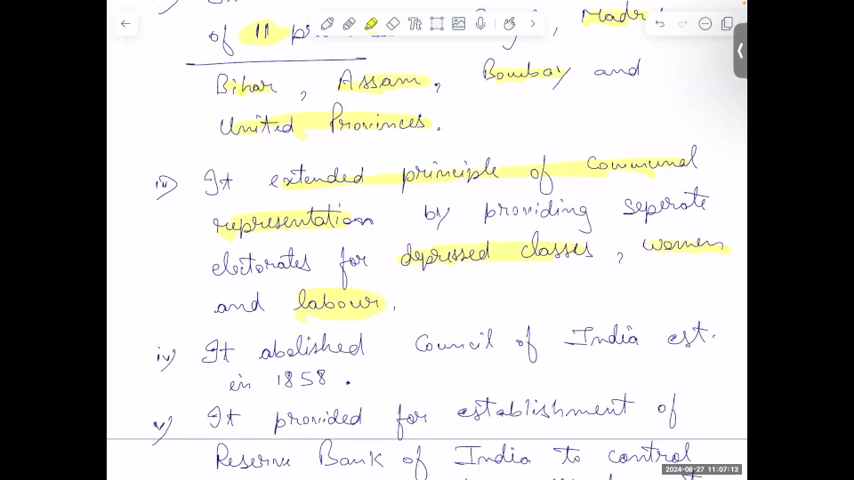 of 11 , Madr
Bihar, Assam, Bombay and
United Provinces.
iv) It extended principle of communal
representation by providing seperate
electorates for depressed classes, women
and labour.
iv) It abolished Council of India est.
in 1858.
v) It provided for establishment of
Reserve Bank of India to control
2024-08-27 11:07:13